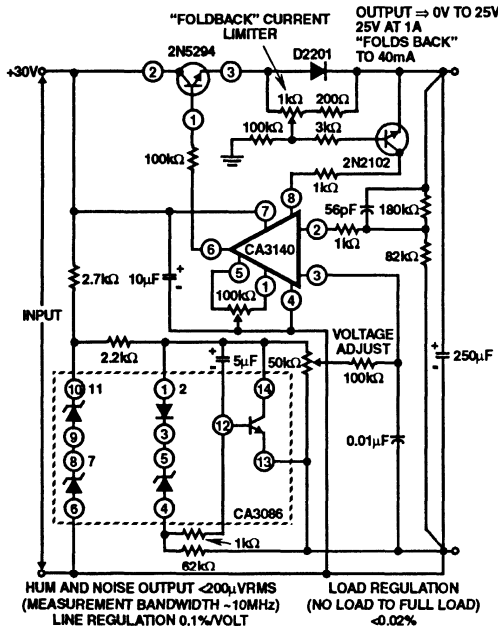 "FOLDBACK" CURRENT
LIMITER
OUTPUT ⇒ 0V TO 25V
25V AT 1A
"FOLDS BACK"
TO 40mA
2N5294
D2201
+30V
2
3
1kΩ
200Ω
1
100kΩ
3kΩ
100kΩ
2N2102
1kΩ
8
56pF
180kΩ
7
2
1kΩ
6
CA3140
82kΩ
2.7kΩ
10μF
+
-
5
1
4
3
100kΩ
INPUT
VOLTAGE
ADJUST
2.2kΩ
+
-
5μF
50kΩ
100kΩ
+
-
250μF
10
11
1
2
14
9
3
12
0.01μF
8
7
5
13
6
4
CA3086
1kΩ
62kΩ
HUM AND NOISE OUTPUT <200μVRMS
(MEASUREMENT BANDWIDTH ~10MHz)
LINE REGULATION 0.1%/VOLT
LOAD REGULATION
(NO LOAD TO FULL LOAD)
<0.02%